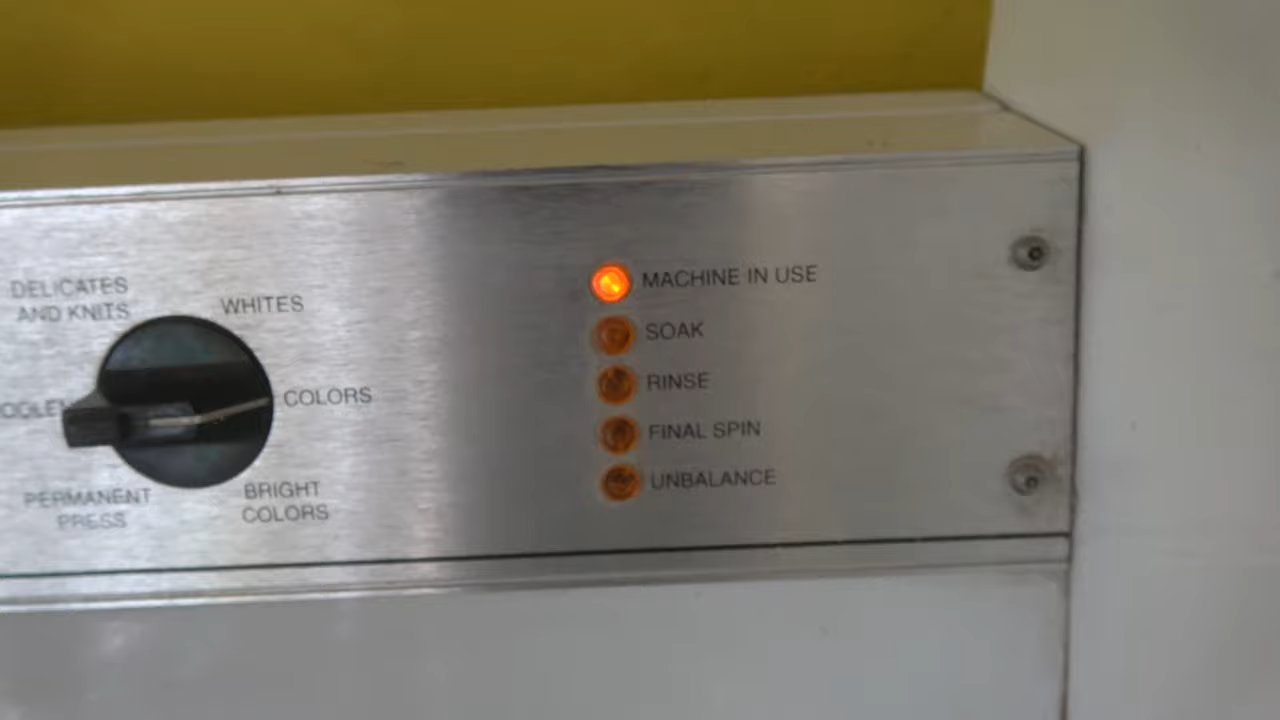 DELICATES
AND KNITS
WHITES
COLORS
PERMANENT
PRESS
BRIGHT
COLORS
MACHINE IN USE
SOAK
RINSE
FINAL SPIN
UNBALANCE